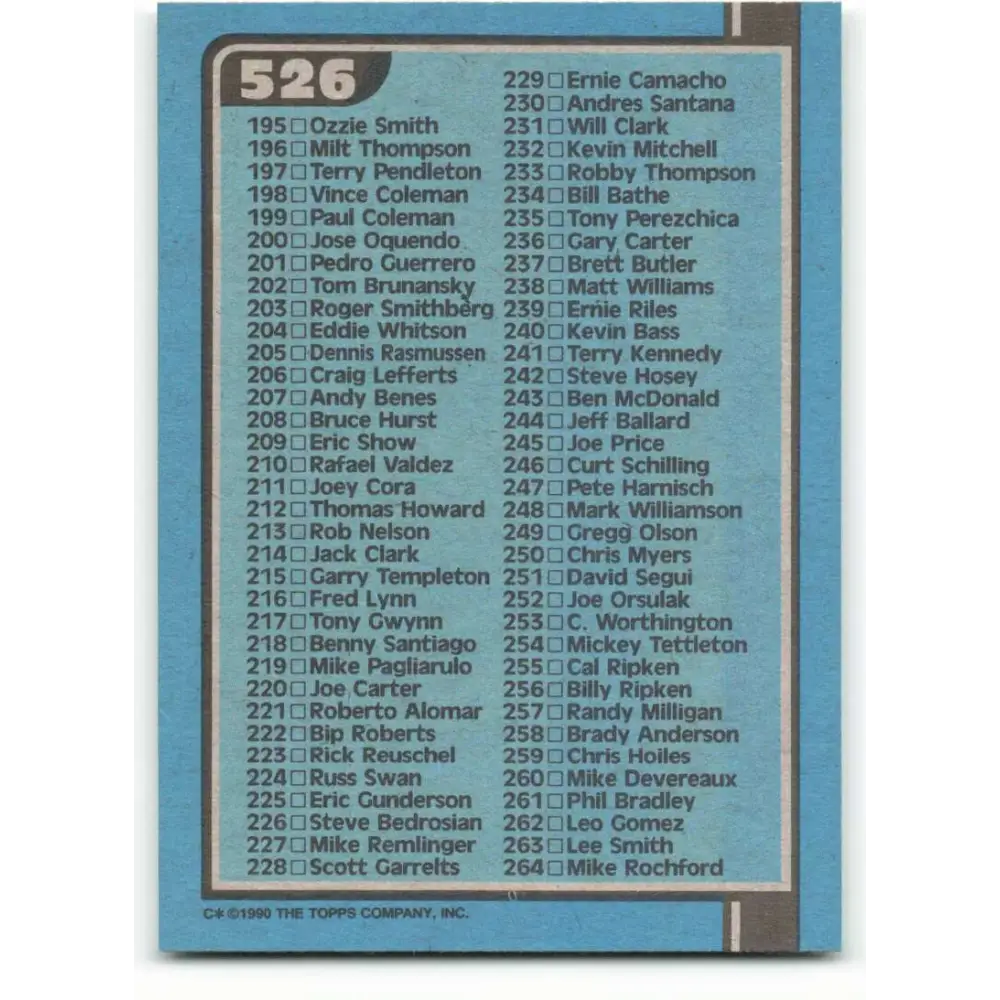 526
195□Ozzie Smith
196□Milt Thompson
197□Terry Pendleton
198□Vince Coleman
199□Paul Coleman
200□Jose Oquendo
201□Pedro Guerrero
202□Tom Brunansky
203□Roger Smithberg
204□Eddie Whitson
205□Dennis Rasmussen
206□Craig Lefferts
207□Andy Benes
208□Bruce Hurst
209□Eric Show
210□Rafael Valdez
211□Joey Cora
212□Thomas Howard
213□Rob Nelson
214□Jack Clark
215□Garry Templeton
216□Fred Lynn
217□Tony Gwynn
218□Benny Santiago
219□Mike Pagliarulo
220□Joe Carter
221□Roberto Alomar
222□Bip Roberts
223□Rick Reuschel
224□Russ Swan
225□Eric Gunderson
226□Steve Bedrosian
227□Mike Remlinger
228□Scott Garrelts
229□Ernie Camacho
230□Andres Santana
231□Will Clark
232□Kevin Mitchell
233□Robby Thompson
234□Bill Bathe
235□Tony Perezchica
236□Gary Carter
237□Brett Butler
238□Matt Williams
239□Ernie Riles
240□Kevin Bass
241□Terry Kennedy
242□Steve Hosey
243□Ben McDonald
244□Jeff Ballard
245□Joe Price
246□Curt Schilling
247□Pete Harnisch
248□Mark Williamson
249□Gregg Olson
250□Chris Myers
251□David Segui
252□Joe Orsulak
253□C. Worthington
254□Mickey Tettleton
255□Cal Ripken
256□Billy Ripken
257□Randy Milligan
258□Brady Anderson
259□Chris Hoiles
260□Mike Devereaux
261□Phil Bradley
262□Leo Gomez
263□Lee Smith
264□Mike Rochford
C* ©1990 THE TOPPS COMPANY, INC.